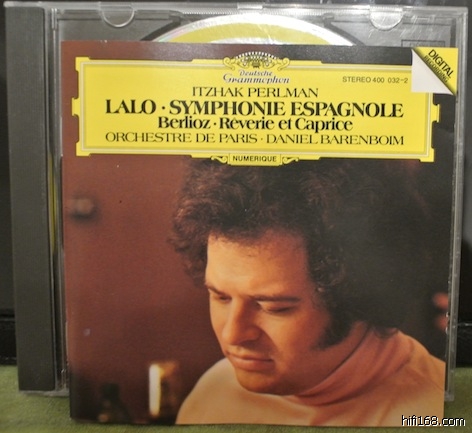 Deutsche
Grammophon
STEREO 400 032-2
DIGITAL
ITZHAK PERLMAN
LALO · SYMPHONIE ESPAGNOLE
Berlioz · Rêverie et Caprice
ORCHESTRE DE PARIS · DANIEL BARENBOIM
NUMERIQUE
hifi168.com